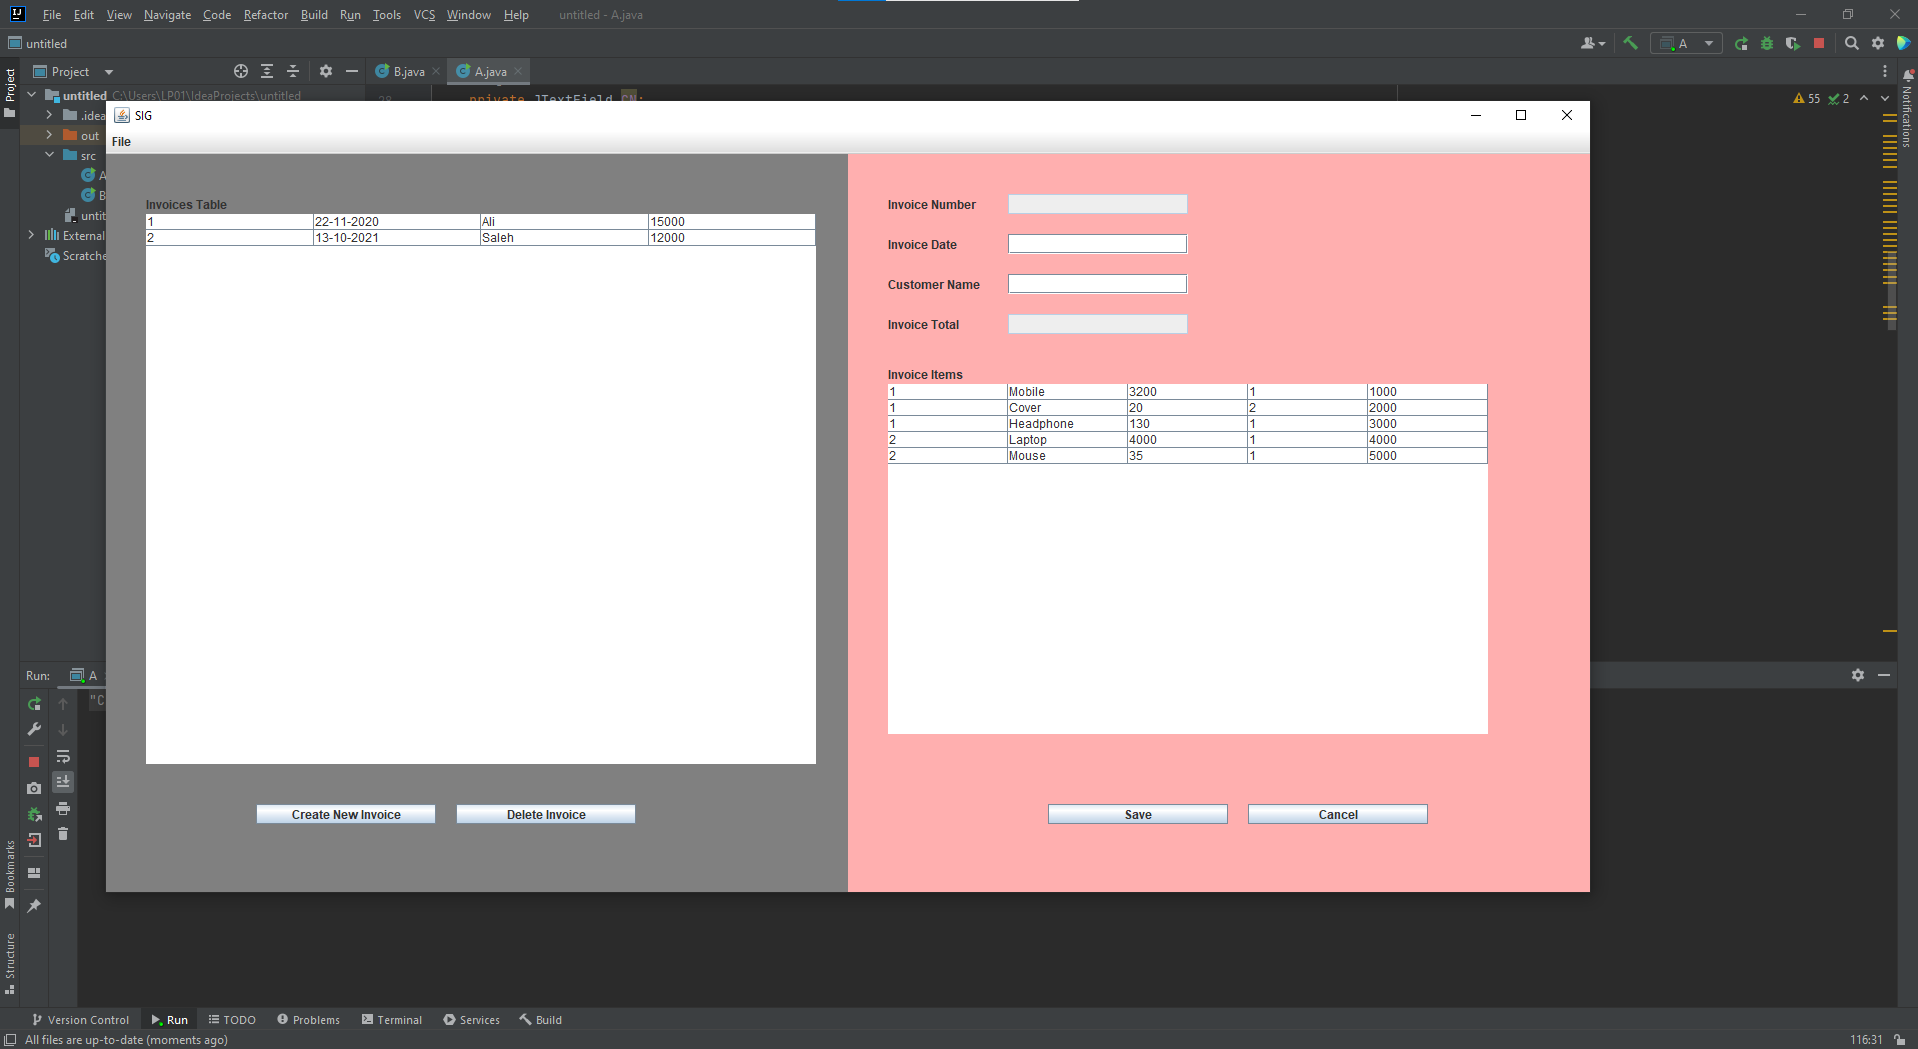 File Edit View Navigate Code Refactor Build Run Tools VCS Window Help untitled - A.java
untitled
A
Project
B.java
A.java
Project
untitled C:\Users\LP01\IdeaProjects\untitled
28 private JTextField CN;
55 2
Notifications
.idea
out
src
A
B
untit
External
Scratche
SIG
File
Invoices Table
1 22-11-2020 Ali 15000
2 13-10-2021 Saleh 12000
Create New Invoice Delete Invoice
Invoice Number
Invoice Date
Customer Name
Invoice Total
Invoice Items
1 Mobile 3200 1 1000
1 Cover 20 2 2000
1 Headphone 130 1 3000
2 Laptop 4000 1 4000
2 Mouse 35 1 5000
Save Cancel
Run: A
"C
Bookmarks
Structure
Version Control Run TODO Problems Terminal Services Build
All files are up-to-date (moments ago) 116:31